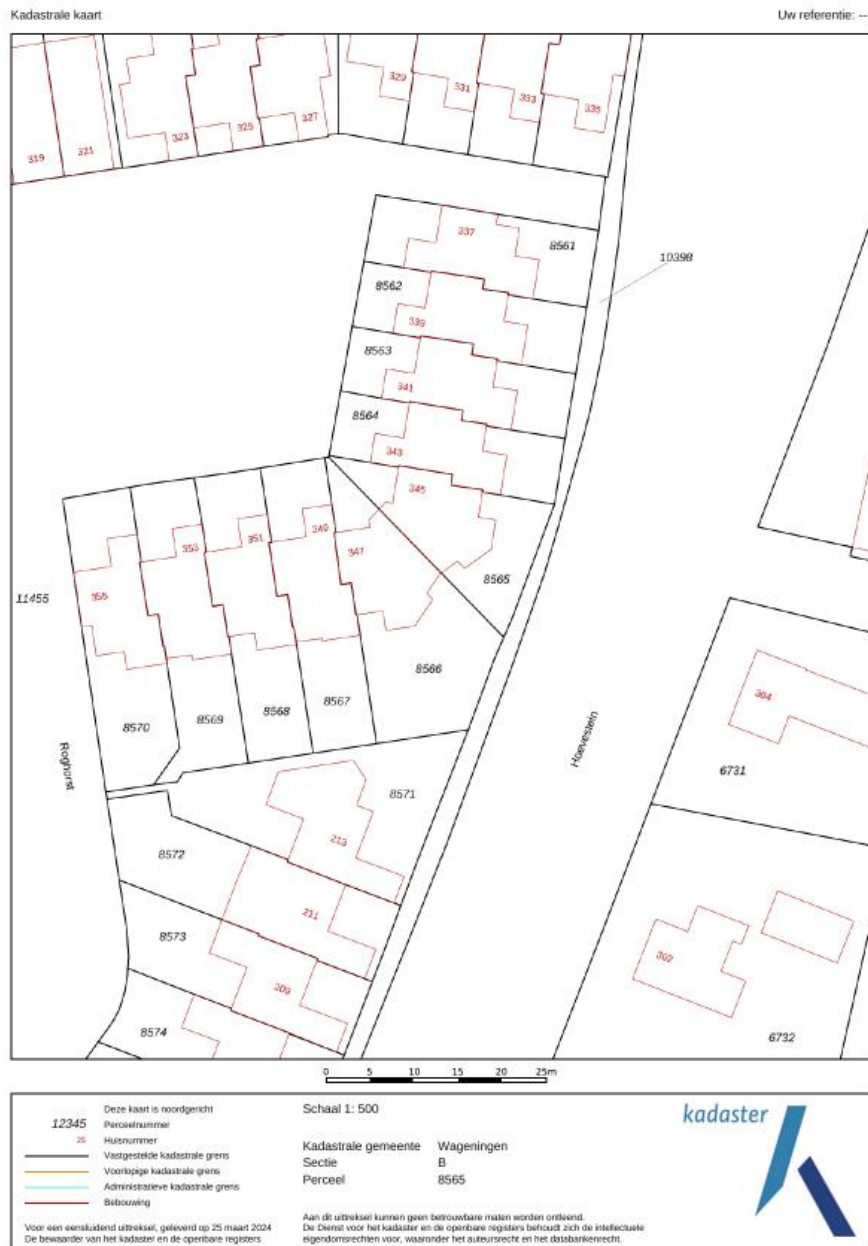 Kadastrale kaart
Uw referentie: --
329
331
333
335
327
325
323
321
319
337
8561
10398
8562
339
8563
341
8564
343
345
349
351
353
347
8565
355
11455
8566
8567
8568
8569
8570
Roghorst
Hoevestein
304
6731
8571
213
8572
211
8573
309
302
8574
6732
0 5 10 15 20 25m
Deze kaart is noordgericht
12345 Perceelnummer
25 Huisnummer
Vastgestelde kadastrale grens
Voorlopige kadastrale grens
Administratieve kadastrale grens
Bebouwing
Voor een eensluidend uittreksel, geleverd op 25 maart 2024
De bewaarder van het kadaster en de openbare registers
Schaal 1: 500
Kadastrale gemeente Wageningen
Sectie B
Perceel 8565
Aan dit uittreksel kunnen geen betrouwbare maten worden ontleend.
De Dienst voor het kadaster en de openbare registers behoudt zich de intellectuele
eigendomsrechten voor, waaronder het auteursrecht en het databankenrecht.
kadaster